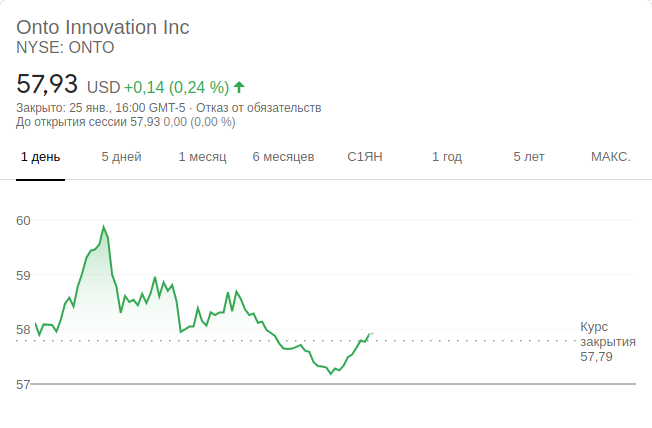 Onto Innovation Inc
NYSE: ONTO
57,93 USD +0,14 (0,24 %)
Закрыто: 25 янв., 16:00 GMT-5 · Отказ от обязательств
До открытия сессии 57,93 0,00 (0,00 %)
1 день 5 дней 1 месяц 6 месяцев С1ЯН 1 год 5 лет МАКС.
60
59
58
Курс
закрытия
57,79
57